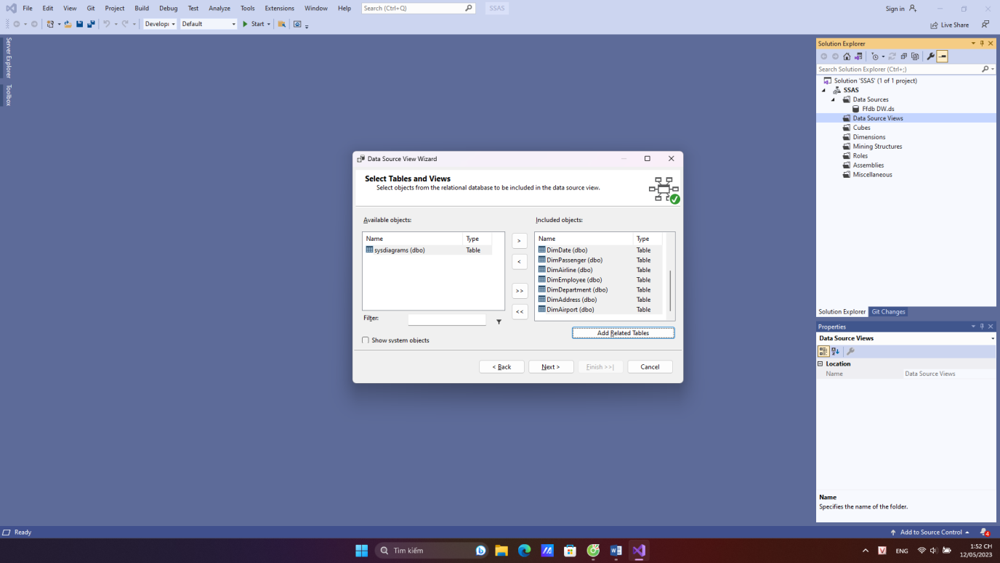 File Edit View Git Project Build Debug Test Analyze Tools Extensions Window Help Search (Ctrl+Q) SSAS Sign in
Develop Default Start Live Share
Server Explorer
Toolbox
Solution Explorer
Search Solution Explorer (Ctrl+;)
Solution 'SSAS' (1 of 1 project)
SSAS
Data Sources
Ffdb DW.ds
Data Source Views
Cubes
Dimensions
Mining Structures
Roles
Assemblies
Miscellaneous
Solution Explorer Git Changes
Properties
Data Source Views
Location
Name Data Source Views
Name
Specifies the name of the folder.
Data Source View Wizard
Select Tables and Views
Select objects from the relational database to be included in the data source view.
Available objects: Included objects:
Name Type
sysdiagrams (dbo) Table
>
<
>>
<<
Name Type
DimDate (dbo) Table
DimPassenger (dbo) Table
DimAirline (dbo) Table
DimEmployee (dbo) Table
DimDepartment (dbo) Table
DimAddress (dbo) Table
DimAirport (dbo) Table
Filter:
Add Related Tables
Show system objects
< Back Next > Finish >>| Cancel
Ready Add to Source Control 4
Tìm kiếm V ENG 1:52 CH
12/05/2023